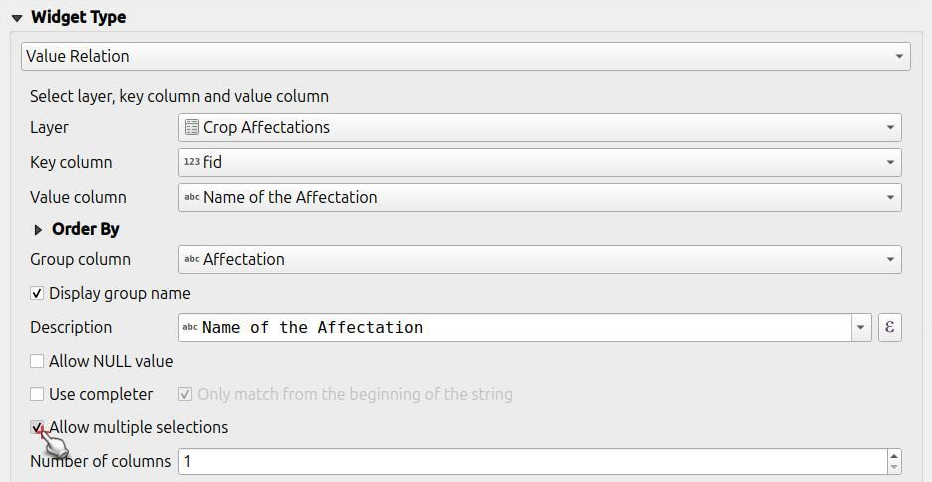 Widget Type
Value Relation
Select layer, key column and value column
Layer Crop Affectations
Key column 123 fid
Value column abc Name of the Affectation
Order By
Group column abc Affectation
Display group name
Description abc Name of the Affectation ε
Allow NULL value
Use completer Only match from the beginning of the string
Allow multiple selections
Number of columns 1